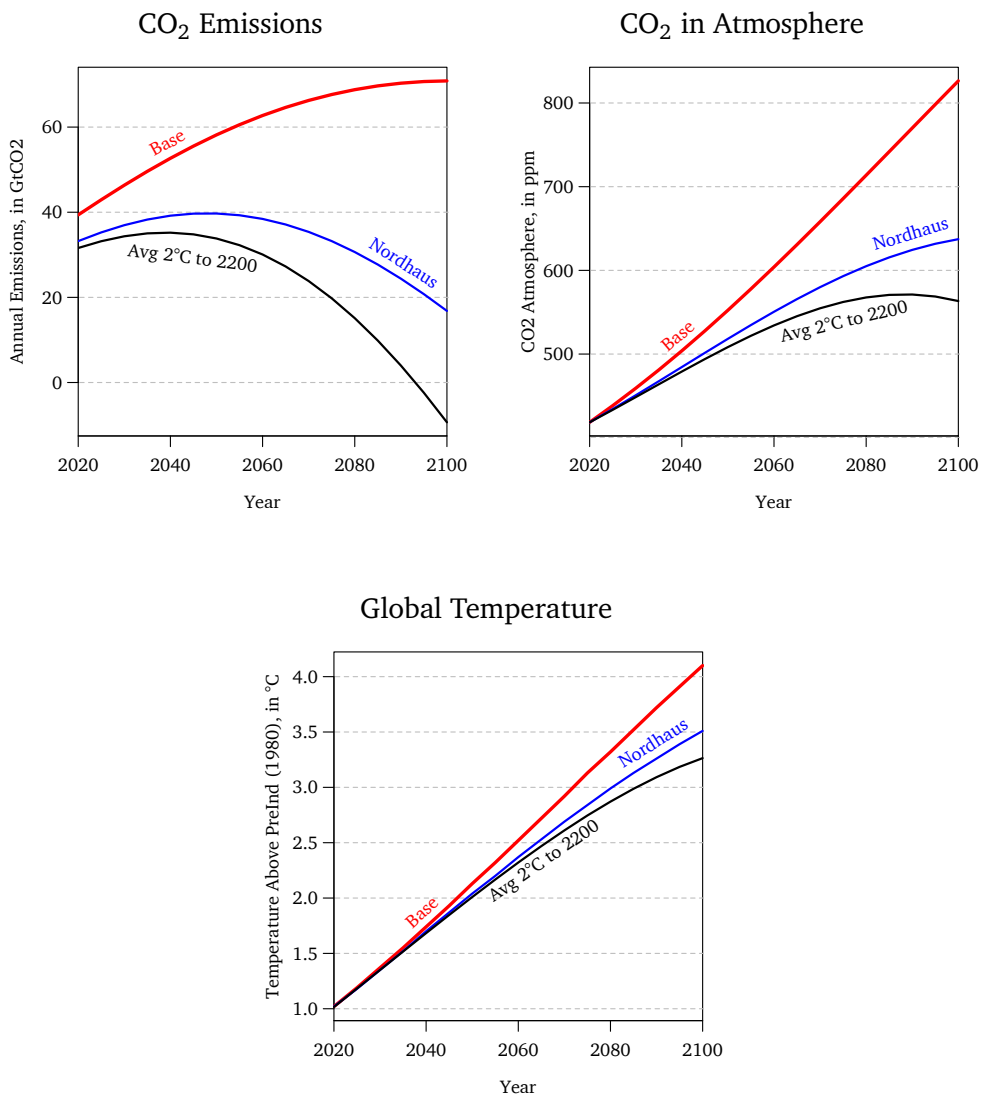 CO₂ Emissions
Annual Emissions, in GtCO2
60
40
20
0
Base
Nordhaus
Avg 2°C to 2200
2020 2040 2060 2080 2100
Year
CO₂ in Atmosphere
CO2 Atmosphere, in ppm
800
700
600
500
Base
Nordhaus
Avg 2°C to 2200
2020 2040 2060 2080 2100
Year
Global Temperature
Temperature Above PreInd (1980), in °C
4.0
3.5
3.0
2.5
2.0
1.5
1.0
Nordhaus
Avg 2°C to 2200
Base
2020 2040 2060 2080 2100
Year